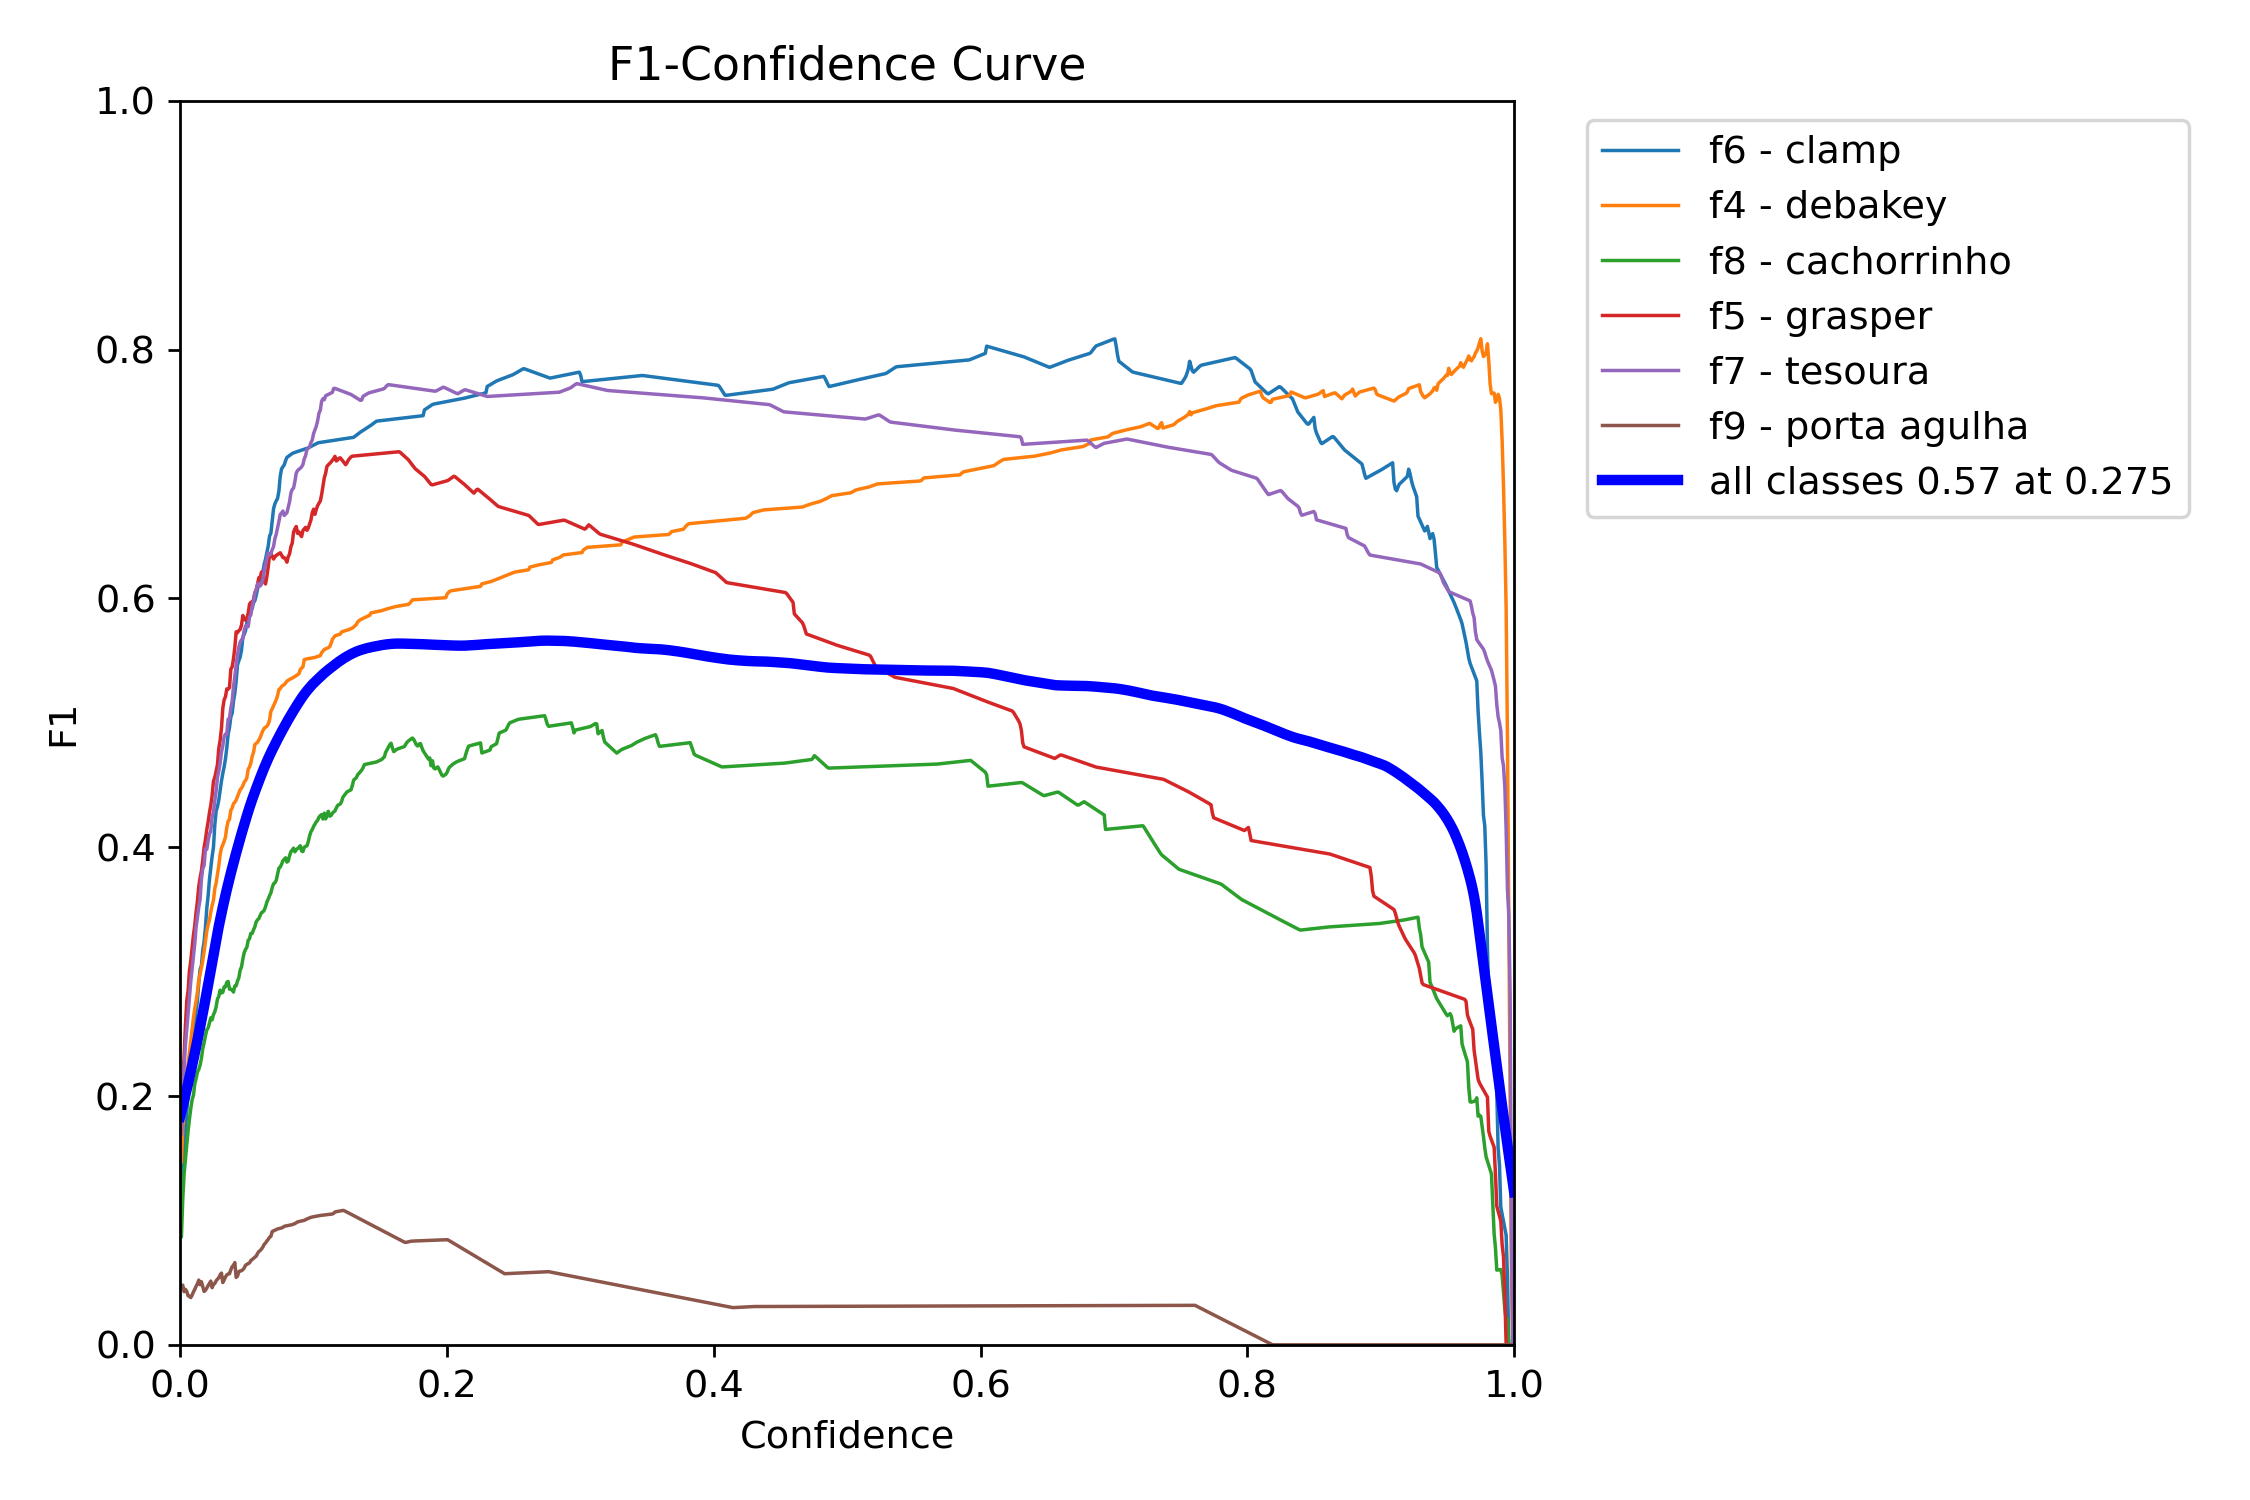 F1-Confidence Curve
1.0
0.8
0.6
0.4
0.2
0.0
F1
0.0 0.2 0.4 0.6 0.8 1.0
Confidence
f6 - clamp
f4 - debakey
f8 - cachorrinho
f5 - grasper
f7 - tesoura
f9 - porta agulha
all classes 0.57 at 0.275